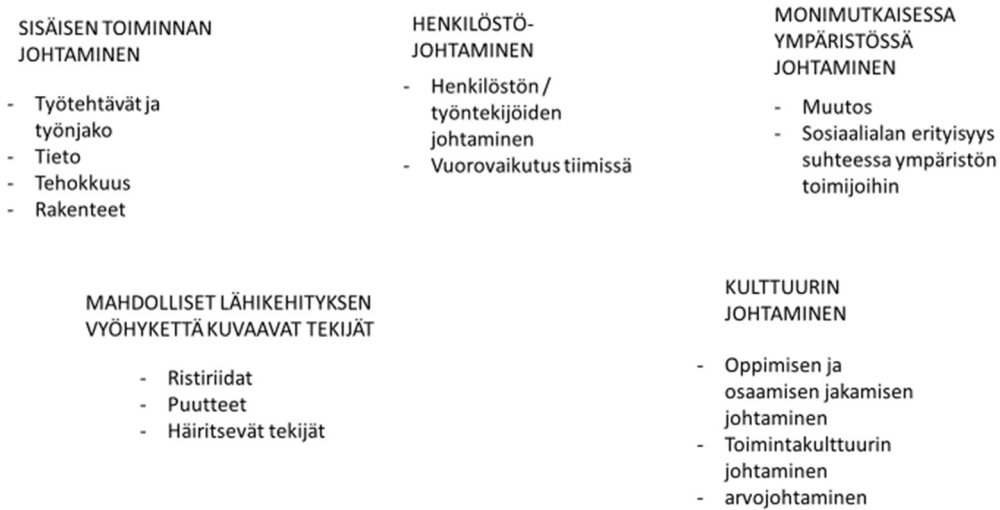 SISÄISEN TOIMINNAN
JOHTAMINEN
- Työtehtävät ja
työnjako
- Tieto
- Tehokkuus
- Rakenteet
HENKILÖSTÖ-
JOHTAMINEN
- Henkilöstön /
työntekijöiden
johtaminen
- Vuorovaikutus tiimissä
MONIMUTKAISESSA
YMPÄRISTÖSSÄ
JOHTAMINEN
- Muutos
- Sosiaalialan erityisyys
suhteessa ympäristön
toimijoihin
MAHDOLLISET LÄHIKEHITYKSEN
VYÖHYKETTÄ KUVAAVAT TEKIJÄT
- Ristiriidat
- Puutteet
- Häiritsevät tekijät
KULTTUURIN
JOHTAMINEN
- Oppimisen ja
osaamisen jakamisen
johtaminen
- Toimintakulttuurin
johtaminen
- arvojohtaminen